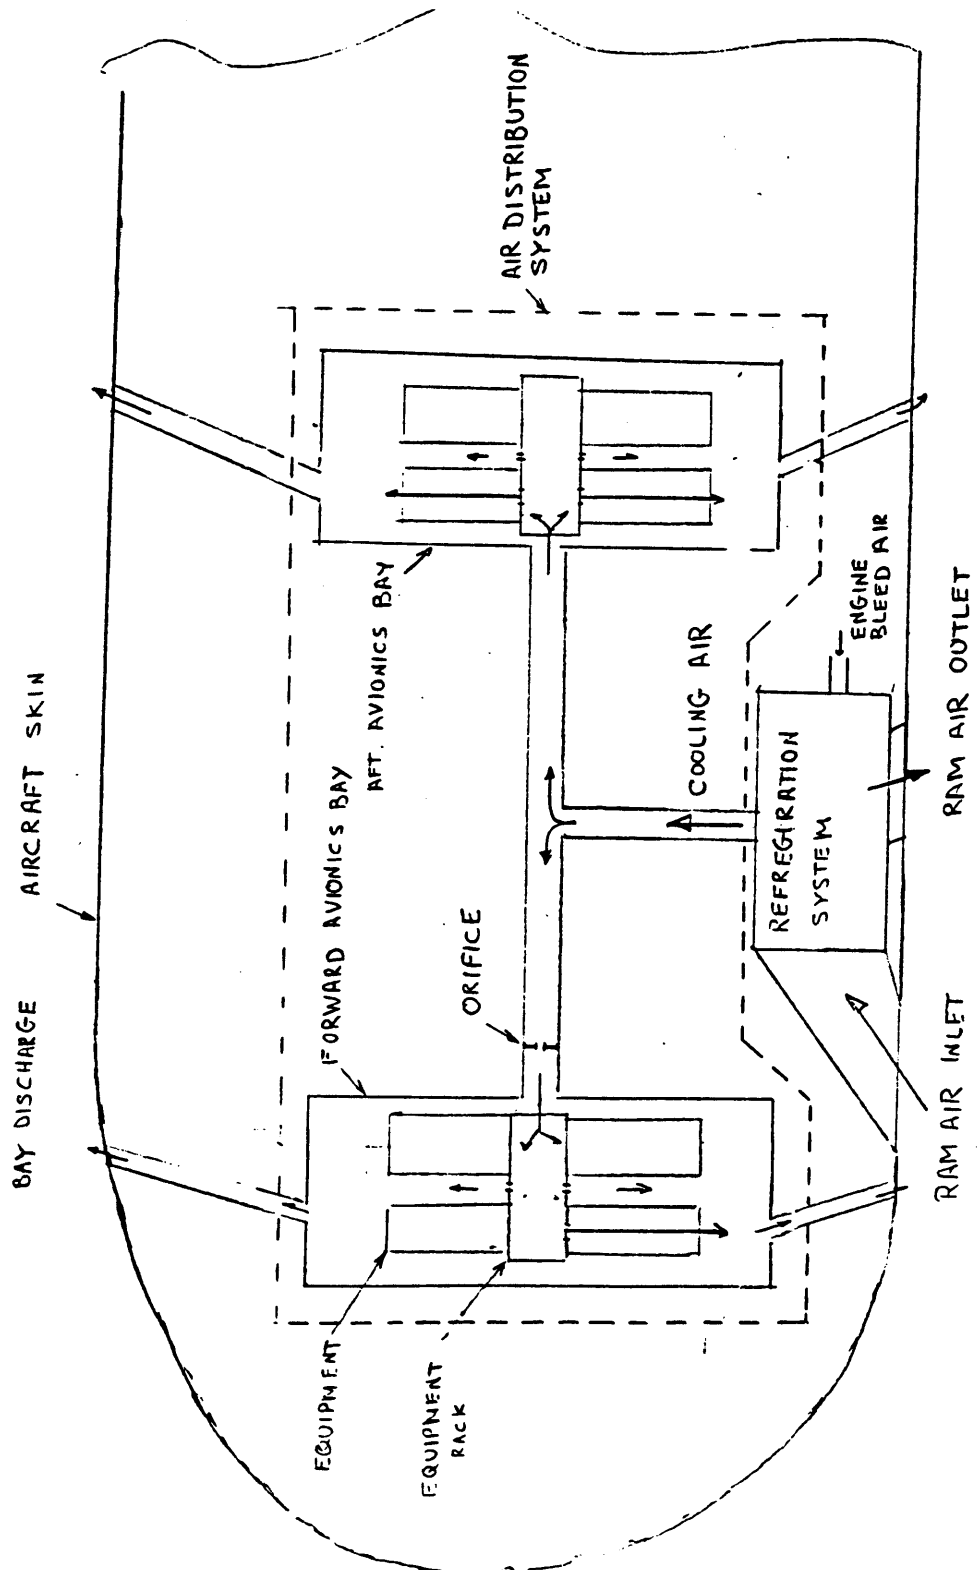 BAY DISCHARGE
AIRCRAFT SKIN
EQUIPMENT
FORWARD AVIONICS BAY
AFT. AVIONICS BAY
EQUIPMENT
RACK
ORIFICE
AIR DISTRIBUTION
SYSTEM
COOLING AIR
REFREGIRATION
SYSTEM
ENGINE
BLEED AIR
RAM AIR INLET
RAM AIR OUTLET